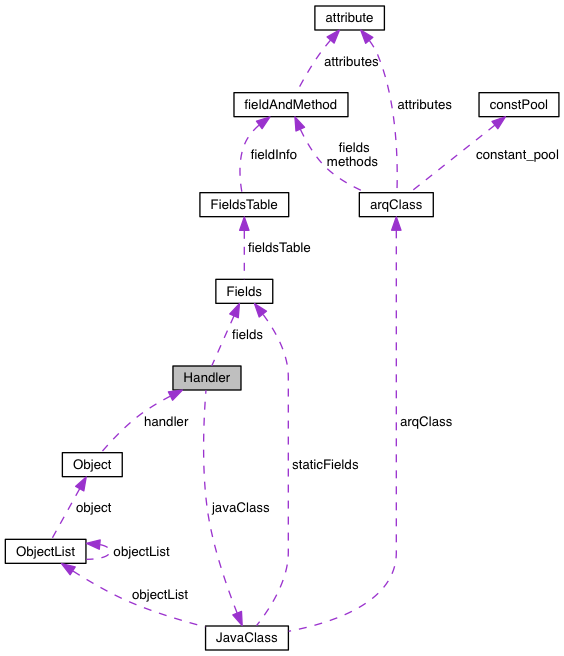 attribute
attributes
fieldAndMethod
attributes
constPool
fieldInfo
fields
methods
constant_pool
FieldsTable
arqClass
fieldsTable
Fields
fields
Handler
handler
arqClass
Object
staticFields
object
javaClass
ObjectList
objectList
objectList
JavaClass